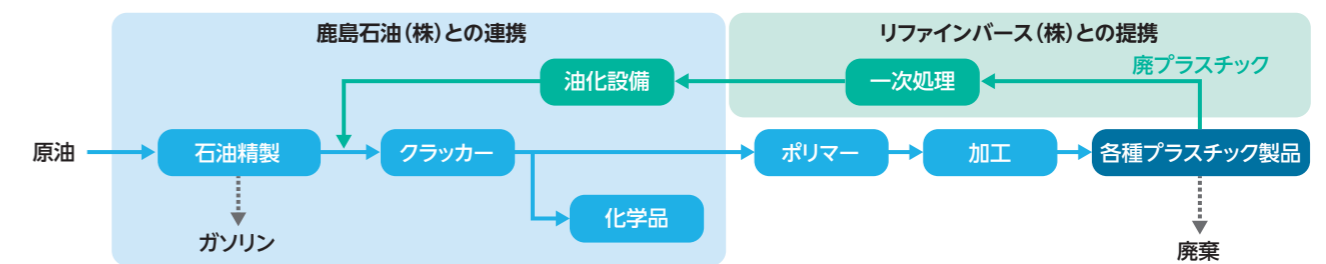 鹿島石油(株)との連携
リファインバース(株)との提携
廃プラスチック
油化設備
一次処理
原油
石油精製
クラッカー
ポリマー
加工
各種プラスチック製品
化学品
ガソリン
廃棄